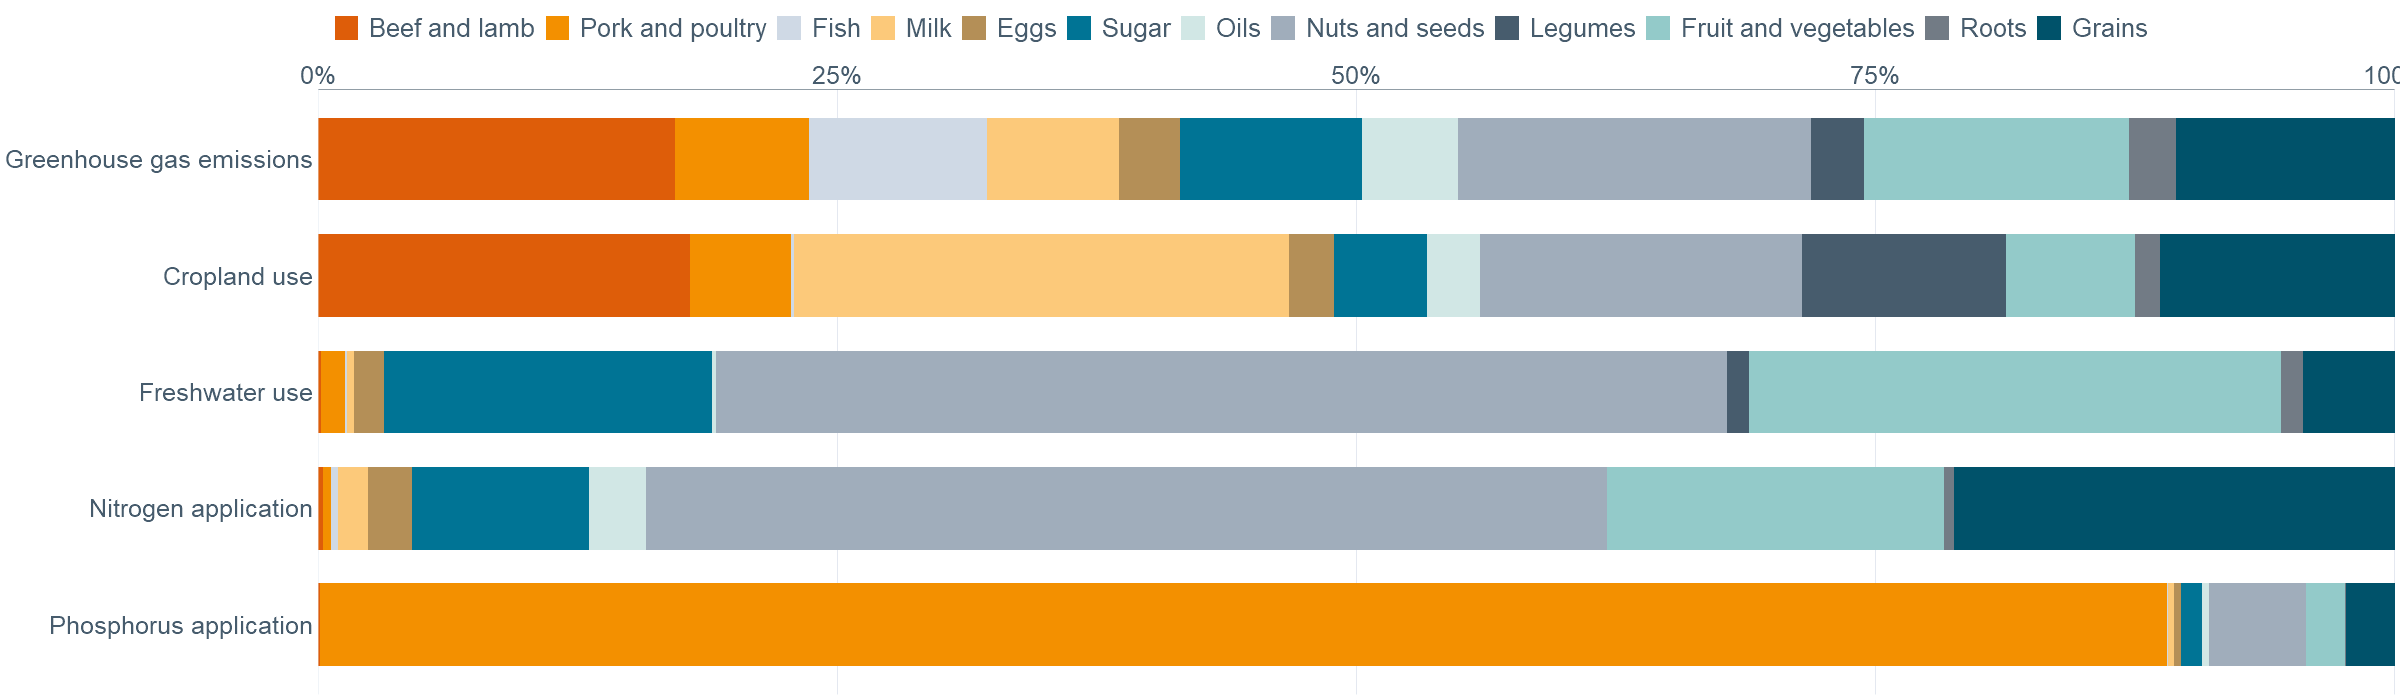 Beef and lamb Pork and poultry Fish Milk Eggs Sugar Oils Nuts and seeds Legumes Fruit and vegetables Roots Grains
0% 25% 50% 75% 100
Greenhouse gas emissions
Cropland use
Freshwater use
Nitrogen application
Phosphorus application